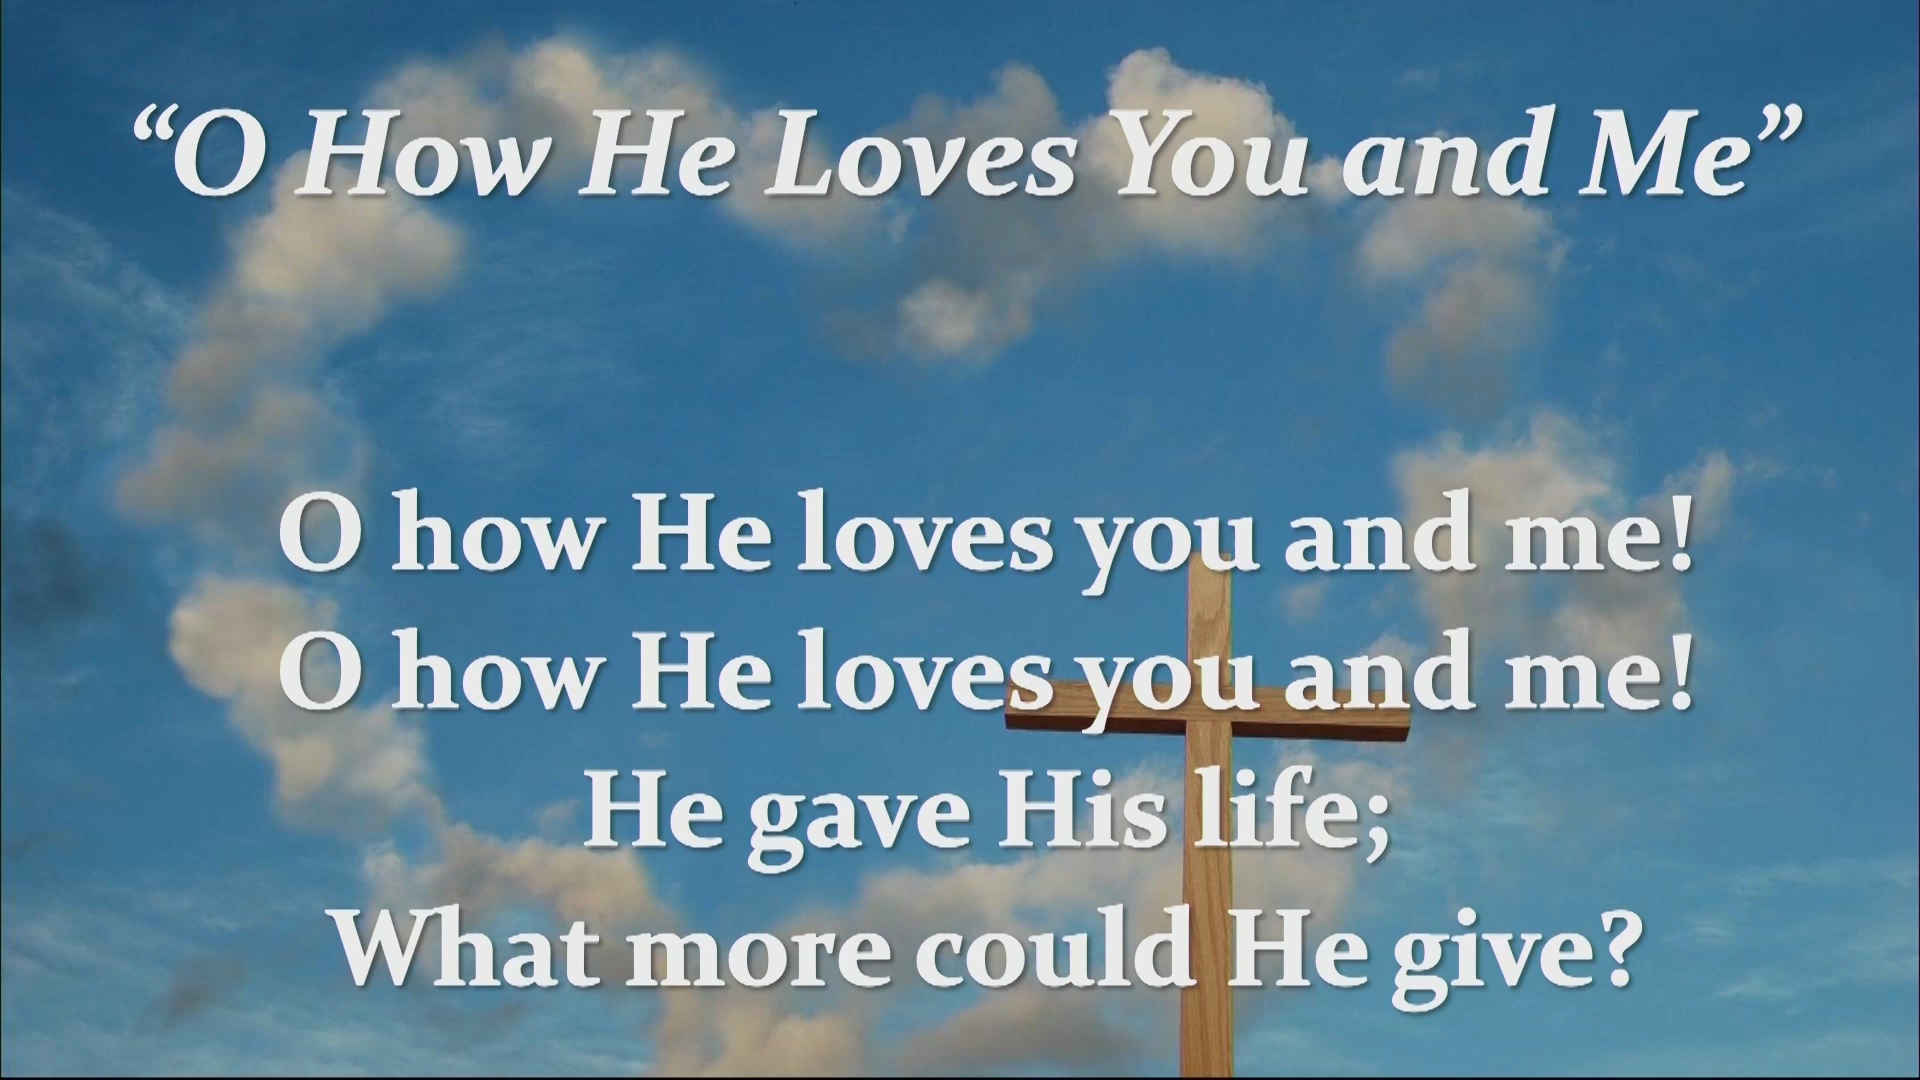 “O How He Loves You and Me”
O how He loves you and me!
O how He loves you and me!
He gave His life;
What more could He give?